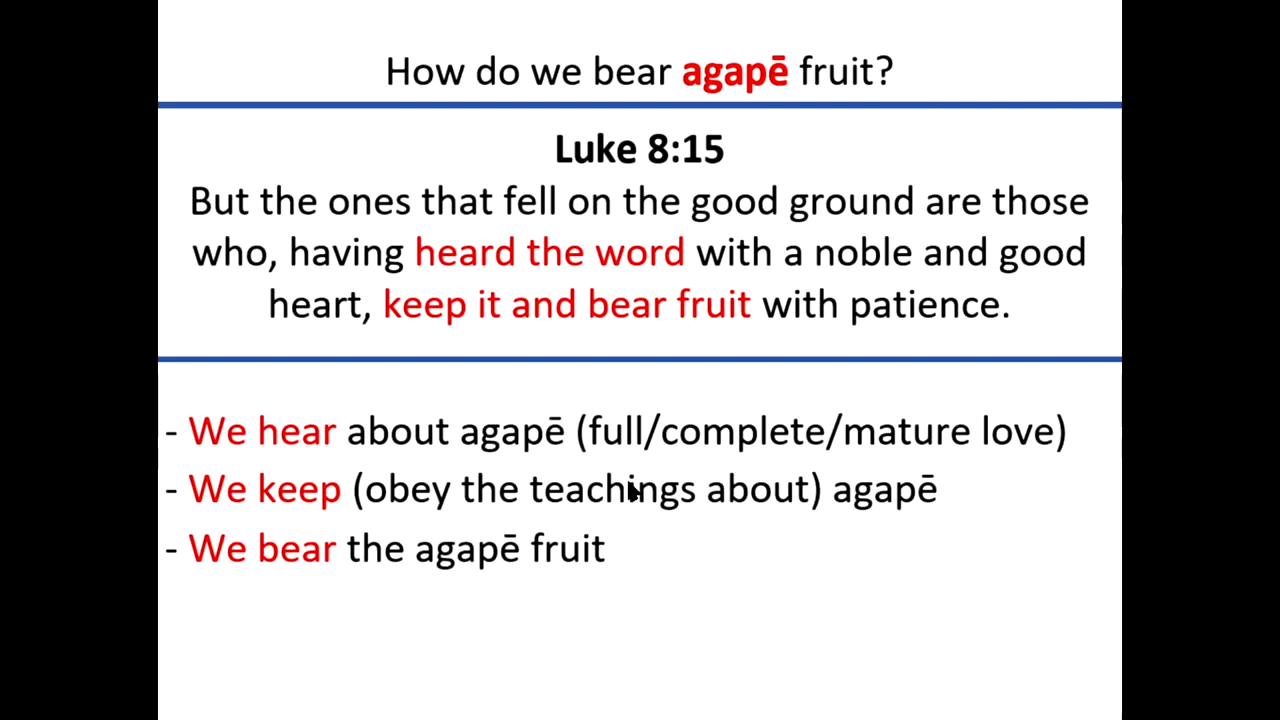 How do we bear agapē fruit?
Luke 8:15
But the ones that fell on the good ground are those
who, having heard the word with a noble and good
heart, keep it and bear fruit with patience.
- We hear about agapē (full/complete/mature love)
- We keep (obey the teachings about) agapē
- We bear the agapē fruit